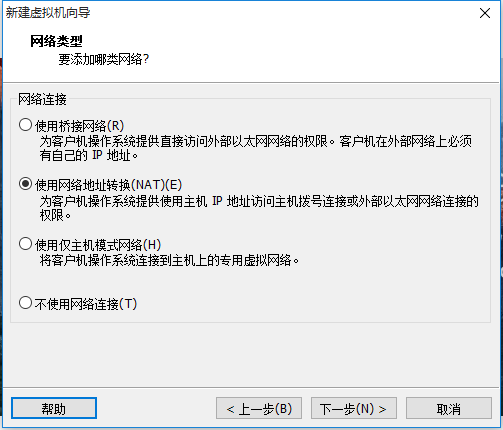 新建虚拟机向导
网络类型
要添加哪类网络?
网络连接
使用桥接网络(R)
为客户机操作系统提供直接访问外部以太网网络的权限。客户机在外部网络上必须
有自己的 IP 地址。
使用网络地址转换(NAT)(E)
为客户机操作系统提供使用主机 IP 地址访问主机拨号连接或外部以太网网络连接的
权限。
使用仅主机模式网络(H)
将客户机操作系统连接到主机上的专用虚拟网络。
不使用网络连接(T)
帮助
< 上一步(B)
下一步(N) >
取消